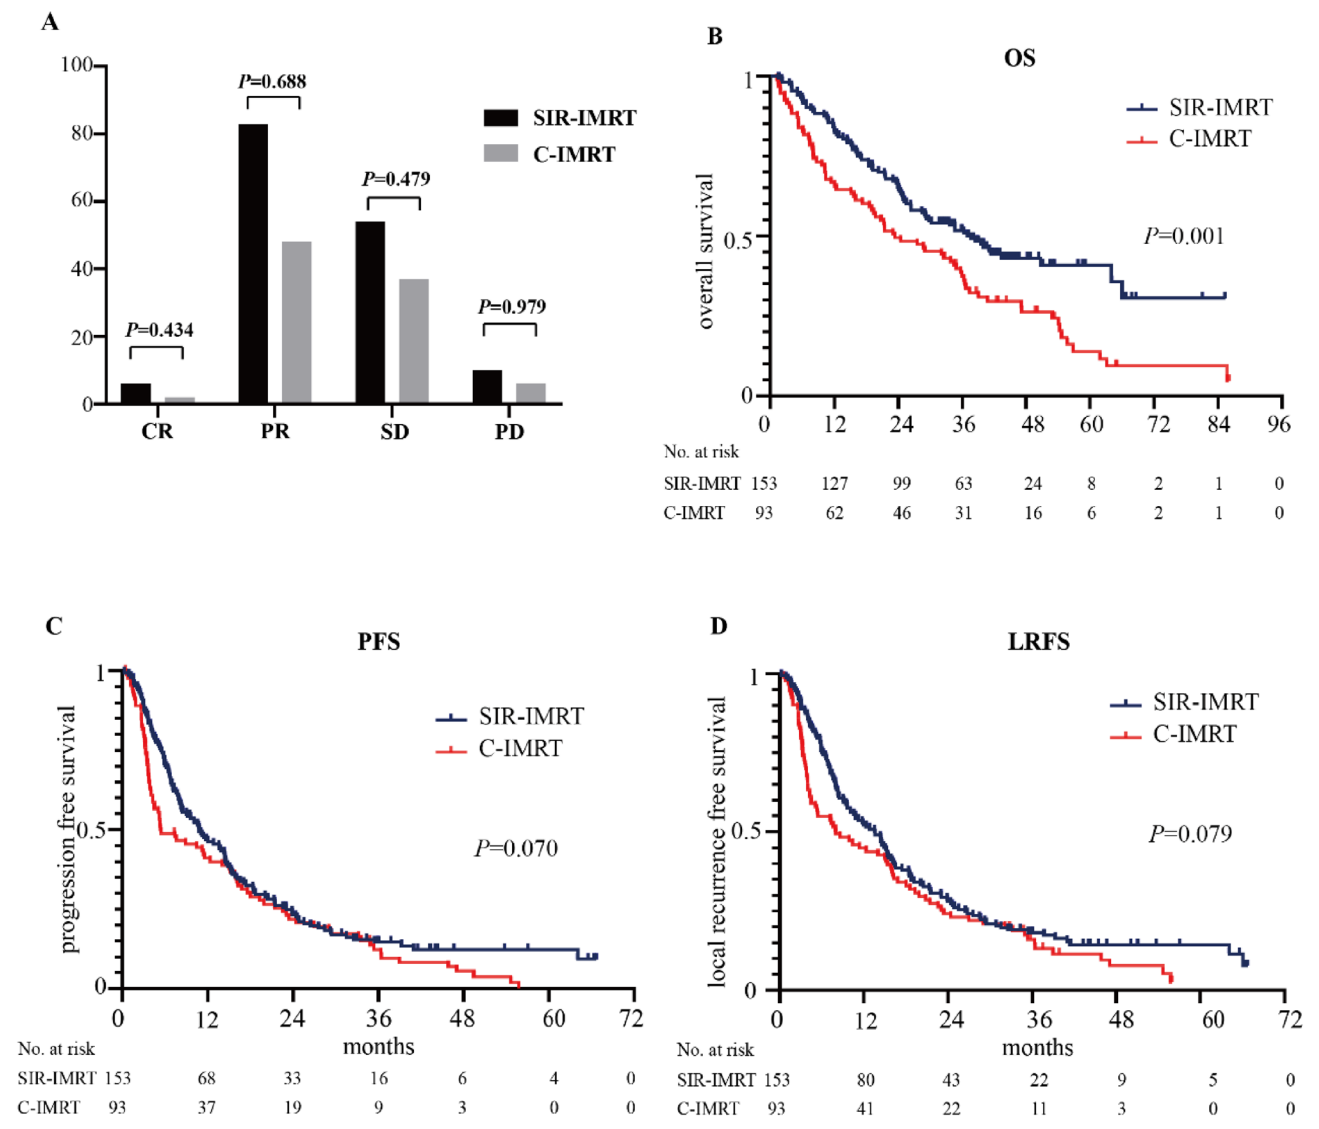 A
100
80
60
40
20
0
P=0.434
P=0.688
P=0.479
P=0.979
SIR-IMRT
C-IMRT
CR PR SD PD
B
OS
overall survival
1
0.5
0
SIR-IMRT
C-IMRT
P=0.001
0 12 24 36 48 60 72 84 96
No. at risk
SIR-IMRT 153 127 99 63 24 8 2 1 0
C-IMRT 93 62 46 31 16 6 2 1 0
C
PFS
progression free survival
1
0.5
0
SIR-IMRT
C-IMRT
P=0.070
0 12 24 36 48 60 72
months
No. at risk
SIR-IMRT 153 68 33 16 6 4 0
C-IMRT 93 37 19 9 3 0 0
D
LRFS
local recurrence free survival
1
0.5
0
SIR-IMRT
C-IMRT
P=0.079
0 12 24 36 48 60 72
months
No. at risk
SIR-IMRT 153 80 43 22 9 5 0
C-IMRT 93 41 22 11 3 0 0